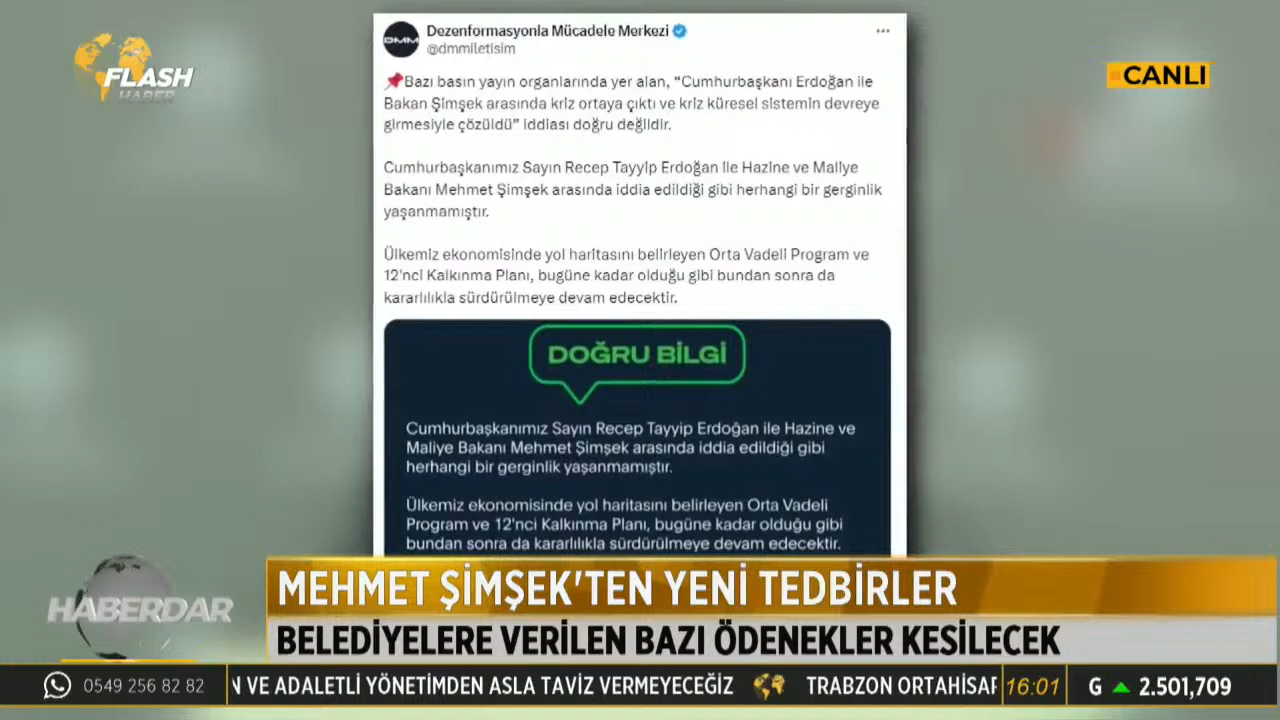 Dezenformasyonla Mücadele Merkezi
DMM
@dmmiletisim
FLASH
HABER
CANLI
📌Bazı basın yayın organlarında yer alan, “Cumhurbaşkanı Erdoğan ile
Bakan Şimşek arasında kriz ortaya çıktı ve kriz küresel sistemin devreye
girmesiyle çözüldü” iddiası doğru değildir.
Cumhurbaşkanımız Sayın Recep Tayyip Erdoğan ile Hazine ve Maliye
Bakanı Mehmet Şimşek arasında iddia edildiği gibi herhangi bir gerginlik
yaşanmamıştır.
Ülkemiz ekonomisinde yol haritasını belirleyen Orta Vadeli Program ve
12'nci Kalkınma Planı, bugüne kadar olduğu gibi bundan sonra da
kararlılıkla sürdürülmeye devam edecektir.
DOĞRU BİLGİ
Cumhurbaşkanımız Sayın Recep Tayyip Erdoğan ile Hazine ve
Maliye Bakanı Mehmet Şimşek arasında iddia edildiği gibi
herhangi bir gerginlik yaşanmamıştır.
Ülkemiz ekonomisinde yol haritasını belirleyen Orta Vadeli
Program ve 12'nci Kalkınma Planı, bugüne kadar olduğu gibi
bundan sonra da kararlılıkla sürdürülmeye devam edecektir.
HABERDAR
MEHMET ŞİMŞEK'TEN YENİ TEDBİRLER
BELEDİYELERE VERİLEN BAZI ÖDENEKLER KESİLECEK
0549 256 82 82
N VE ADALETLİ YÖNETİMDEN ASLA TAVİZ VERMEYECEĞİZ
TRABZON ORTAHİSAR
16:01
G ▲ 2.501,709